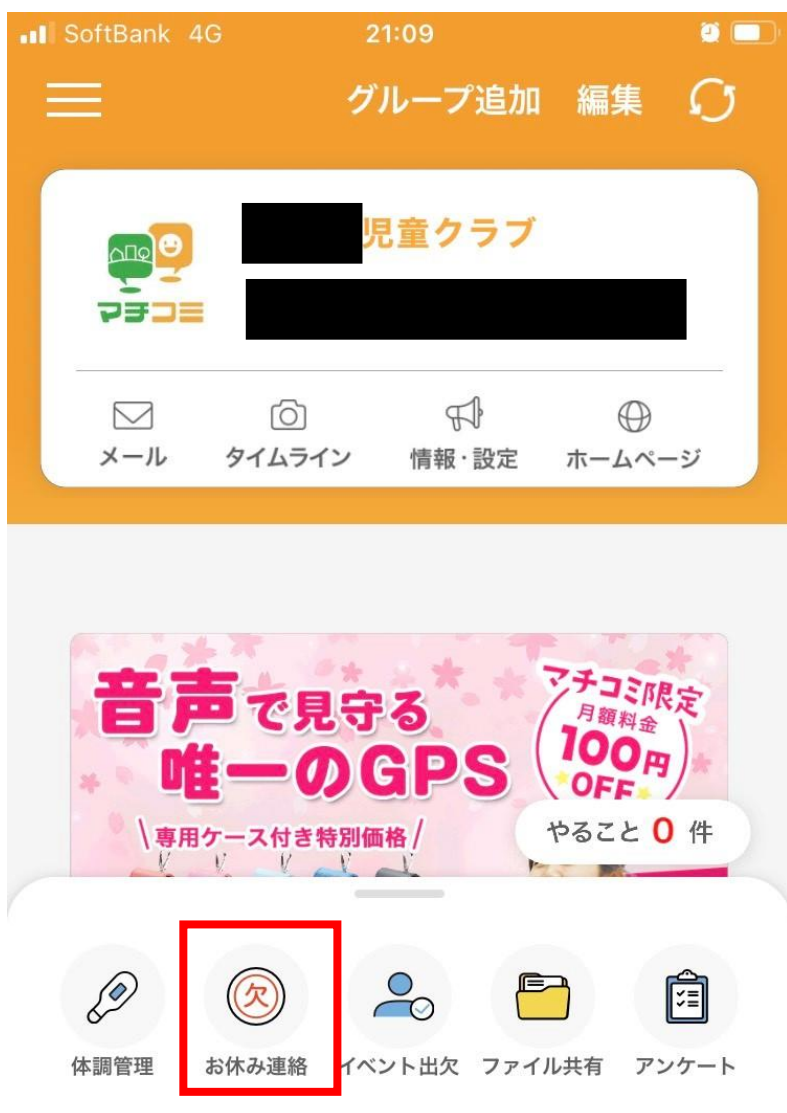 SoftBank 4G 21:09
グループ追加 編集
児童クラブ
マチコミ
メール タイムライン 情報・設定 ホームページ
音声で見守る
唯一のGPS
マチコミ限定
月額料金
100円
OFF
専用ケース付き特別価格
やること 0 件
欠
体調管理 お休み連絡 イベント出欠 ファイル共有 アンケート